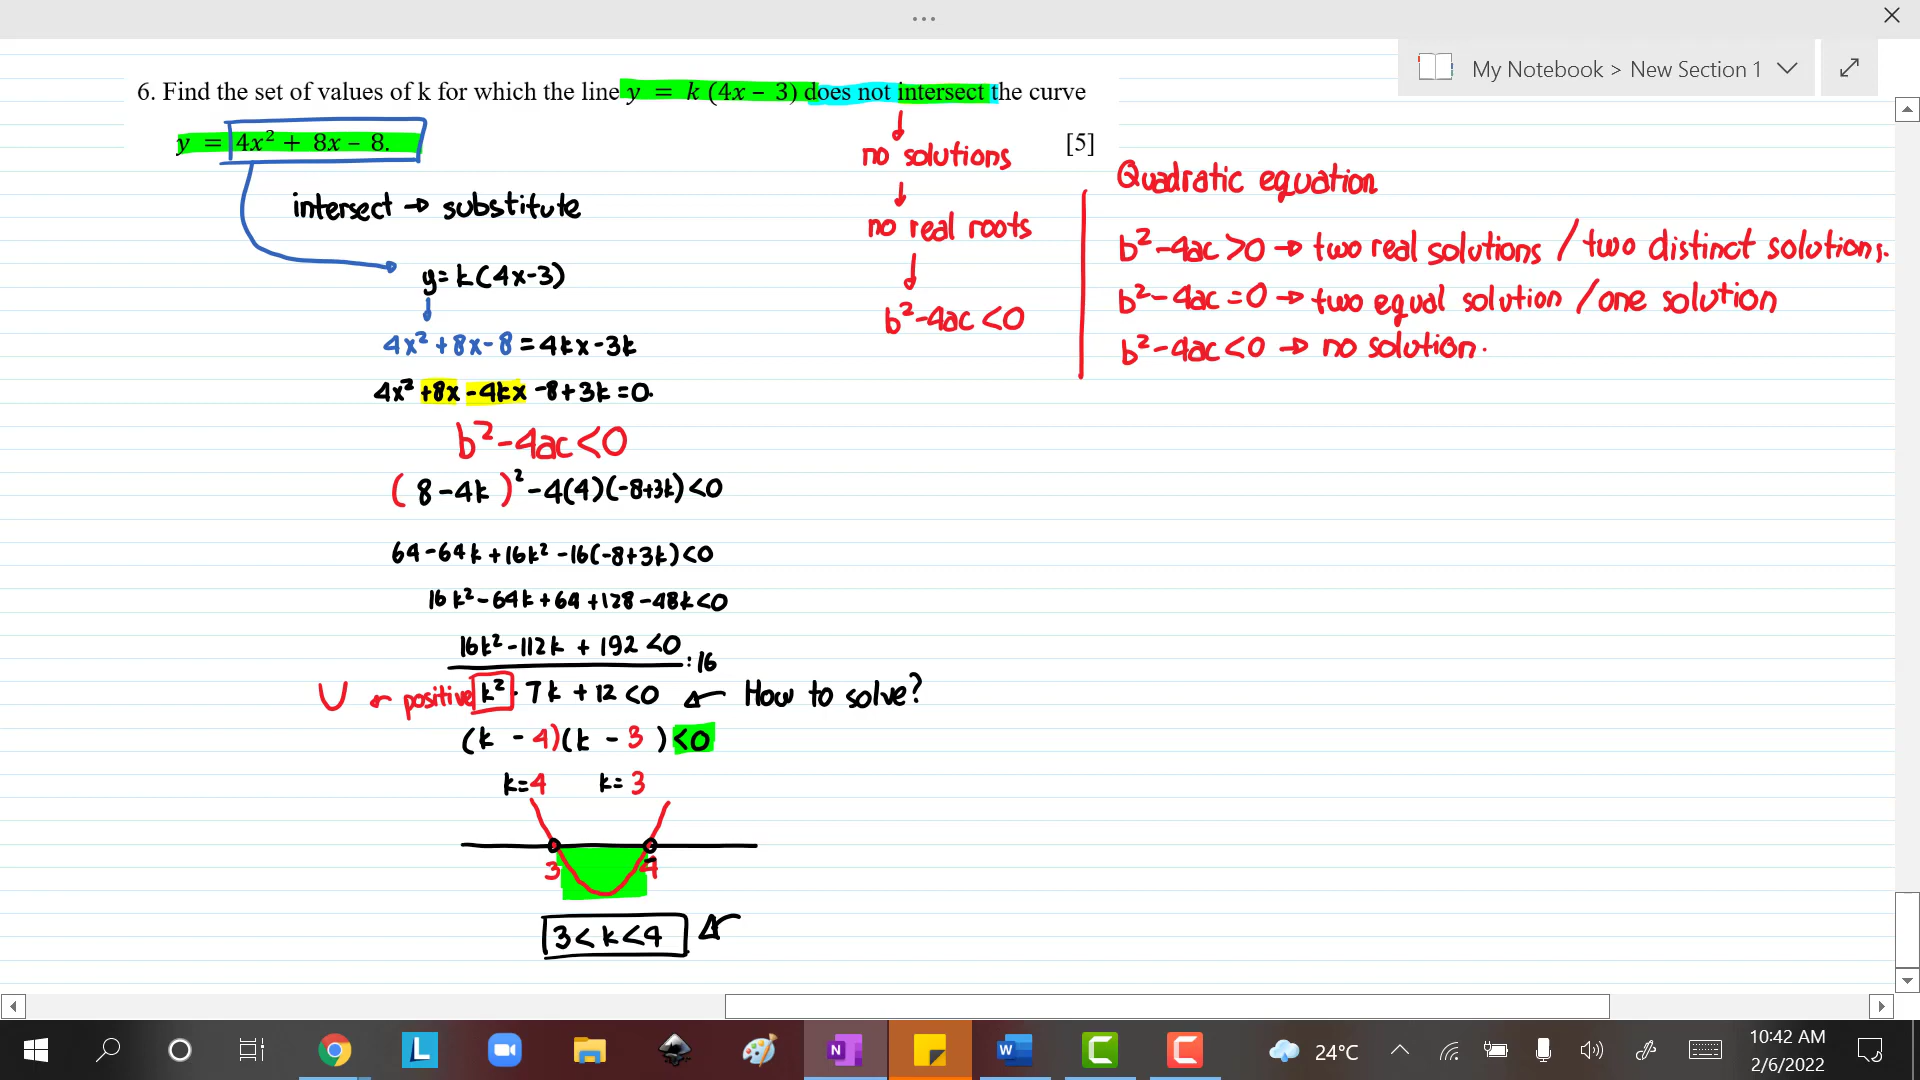 My Notebook > New Section 1
6. Find the set of values of k for which the line y = k (4x – 3) does not intersect the curve
y = 4x² + 8x – 8.
[5]
intersect → substitute
y = k(4x-3)
4x² + 8x - 8 = 4kx - 3k
4x² + 8x - 4kx - 8 + 3k = 0.
b² - 4ac < 0
( 8 - 4k )² - 4(4)(-8+3k) < 0
64 - 64k + 16k² - 16(-8+3k) < 0
16k² - 64k + 64 + 128 - 48k < 0
16k² - 112k + 192 < 0
: 16
U ← positive k² - 7k + 12 < 0 ← How to solve?
(k - 4)(k - 3 ) < 0
k = 4 k = 3
3 4
3 < k < 4
no solutions
no real roots
b² - 4ac < 0
Quadratic equation
b² - 4ac > 0 → two real solutions / two distinct solutions.
b² - 4ac = 0 → two equal solution / one solution
b² - 4ac < 0 → no solution.
L
N
W
24°C
10:42 AM
2/6/2022